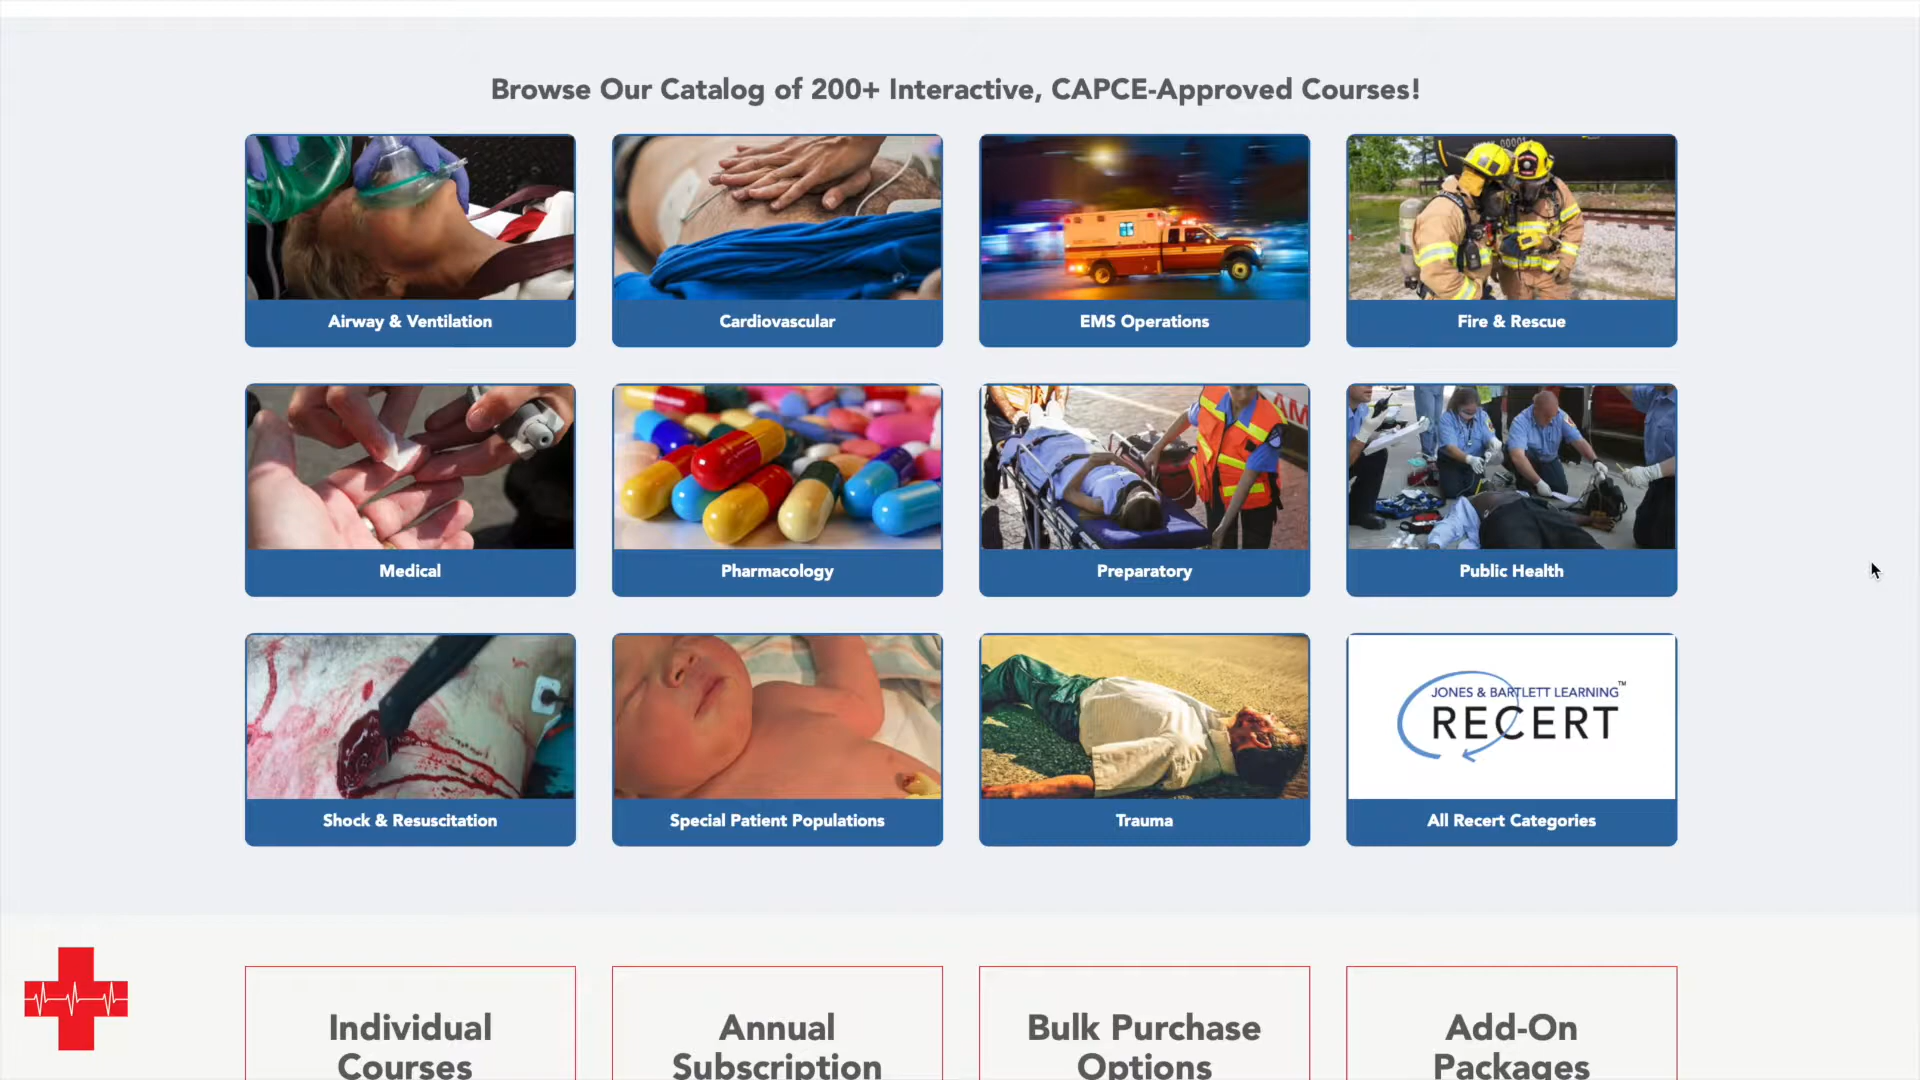 Browse Our Catalog of 200+ Interactive, CAPCE-Approved Courses!
Airway & Ventilation
Cardiovascular
EMS Operations
Fire & Rescue
Medical
Pharmacology
Preparatory
Public Health
JONES & BARTLETT LEARNING™
RECERT
Shock & Resuscitation
Special Patient Populations
Trauma
All Recert Categories
Individual
Courses
Annual
Subscription
Bulk Purchase
Options
Add-On
Packages